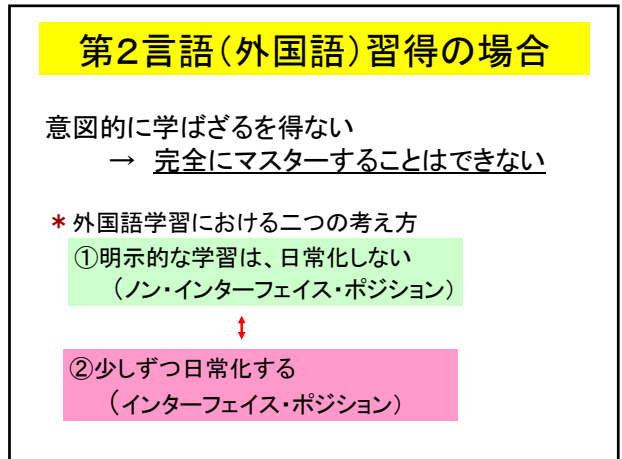 第2言語(外国語)習得の場合
意図的に学ばざるを得ない
→ 完全にマスターすることはできない
*外国語学習における二つの考え方
①明示的な学習は、日常化しない
(ノン・インターフェイス・ポジション)
②少しずつ日常化する
(インターフェイス・ポジション)